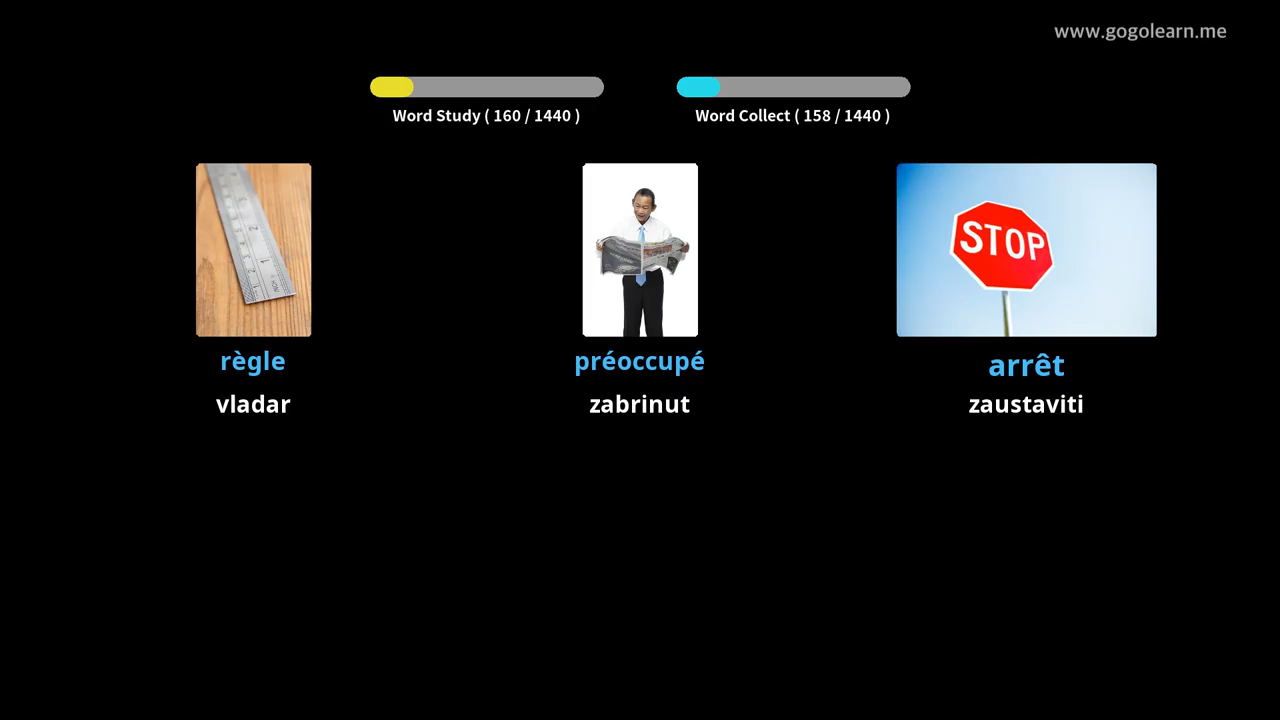 www.gogolearn.me
Word Study ( 160 / 1440 )
Word Collect ( 158 / 1440 )
STOP
règle
préoccupé
arrêt
vladar
zabrinut
zaustaviti